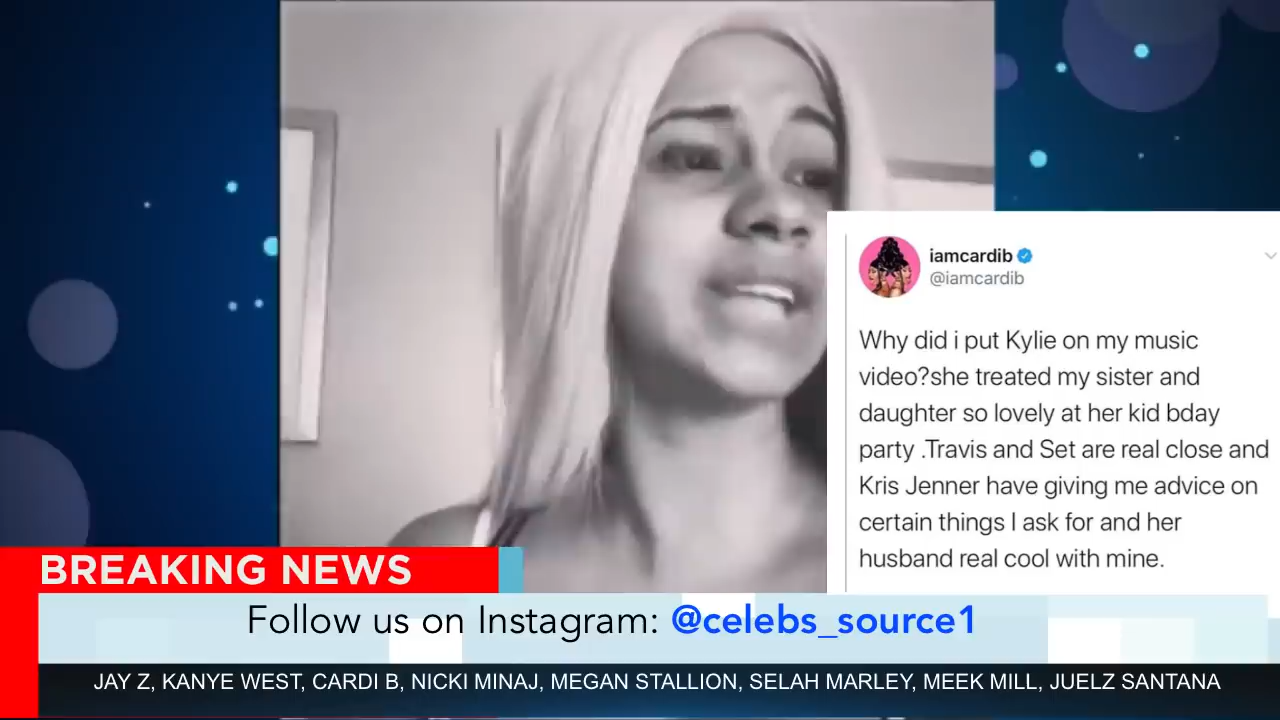 iamcardib
@iamcardib
Why did i put Kylie on my music
video?she treated my sister and
daughter so lovely at her kid bday
party .Travis and Set are real close and
Kris Jenner have giving me advice on
certain things I ask for and her
husband real cool with mine.
BREAKING NEWS
Follow us on Instagram: @celebs_source1
JAY Z, KANYE WEST, CARDI B, NICKI MINAJ, MEGAN STALLION, SELAH MARLEY, MEEK MILL, JUELZ SANTANA